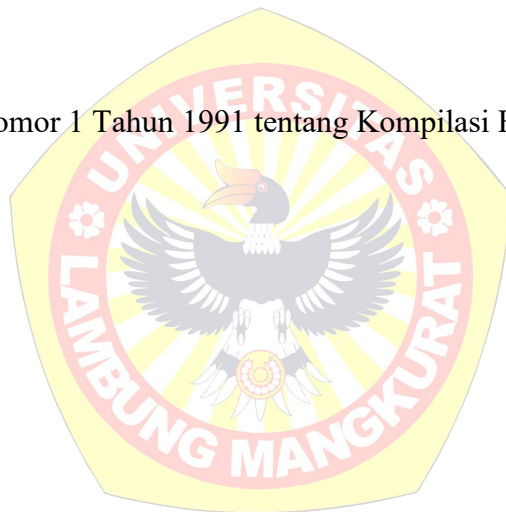 omor 1 Tahun 1991 tentang Kompilasi H
UNIVERSITAS
LAMBUNG MANGKURAT